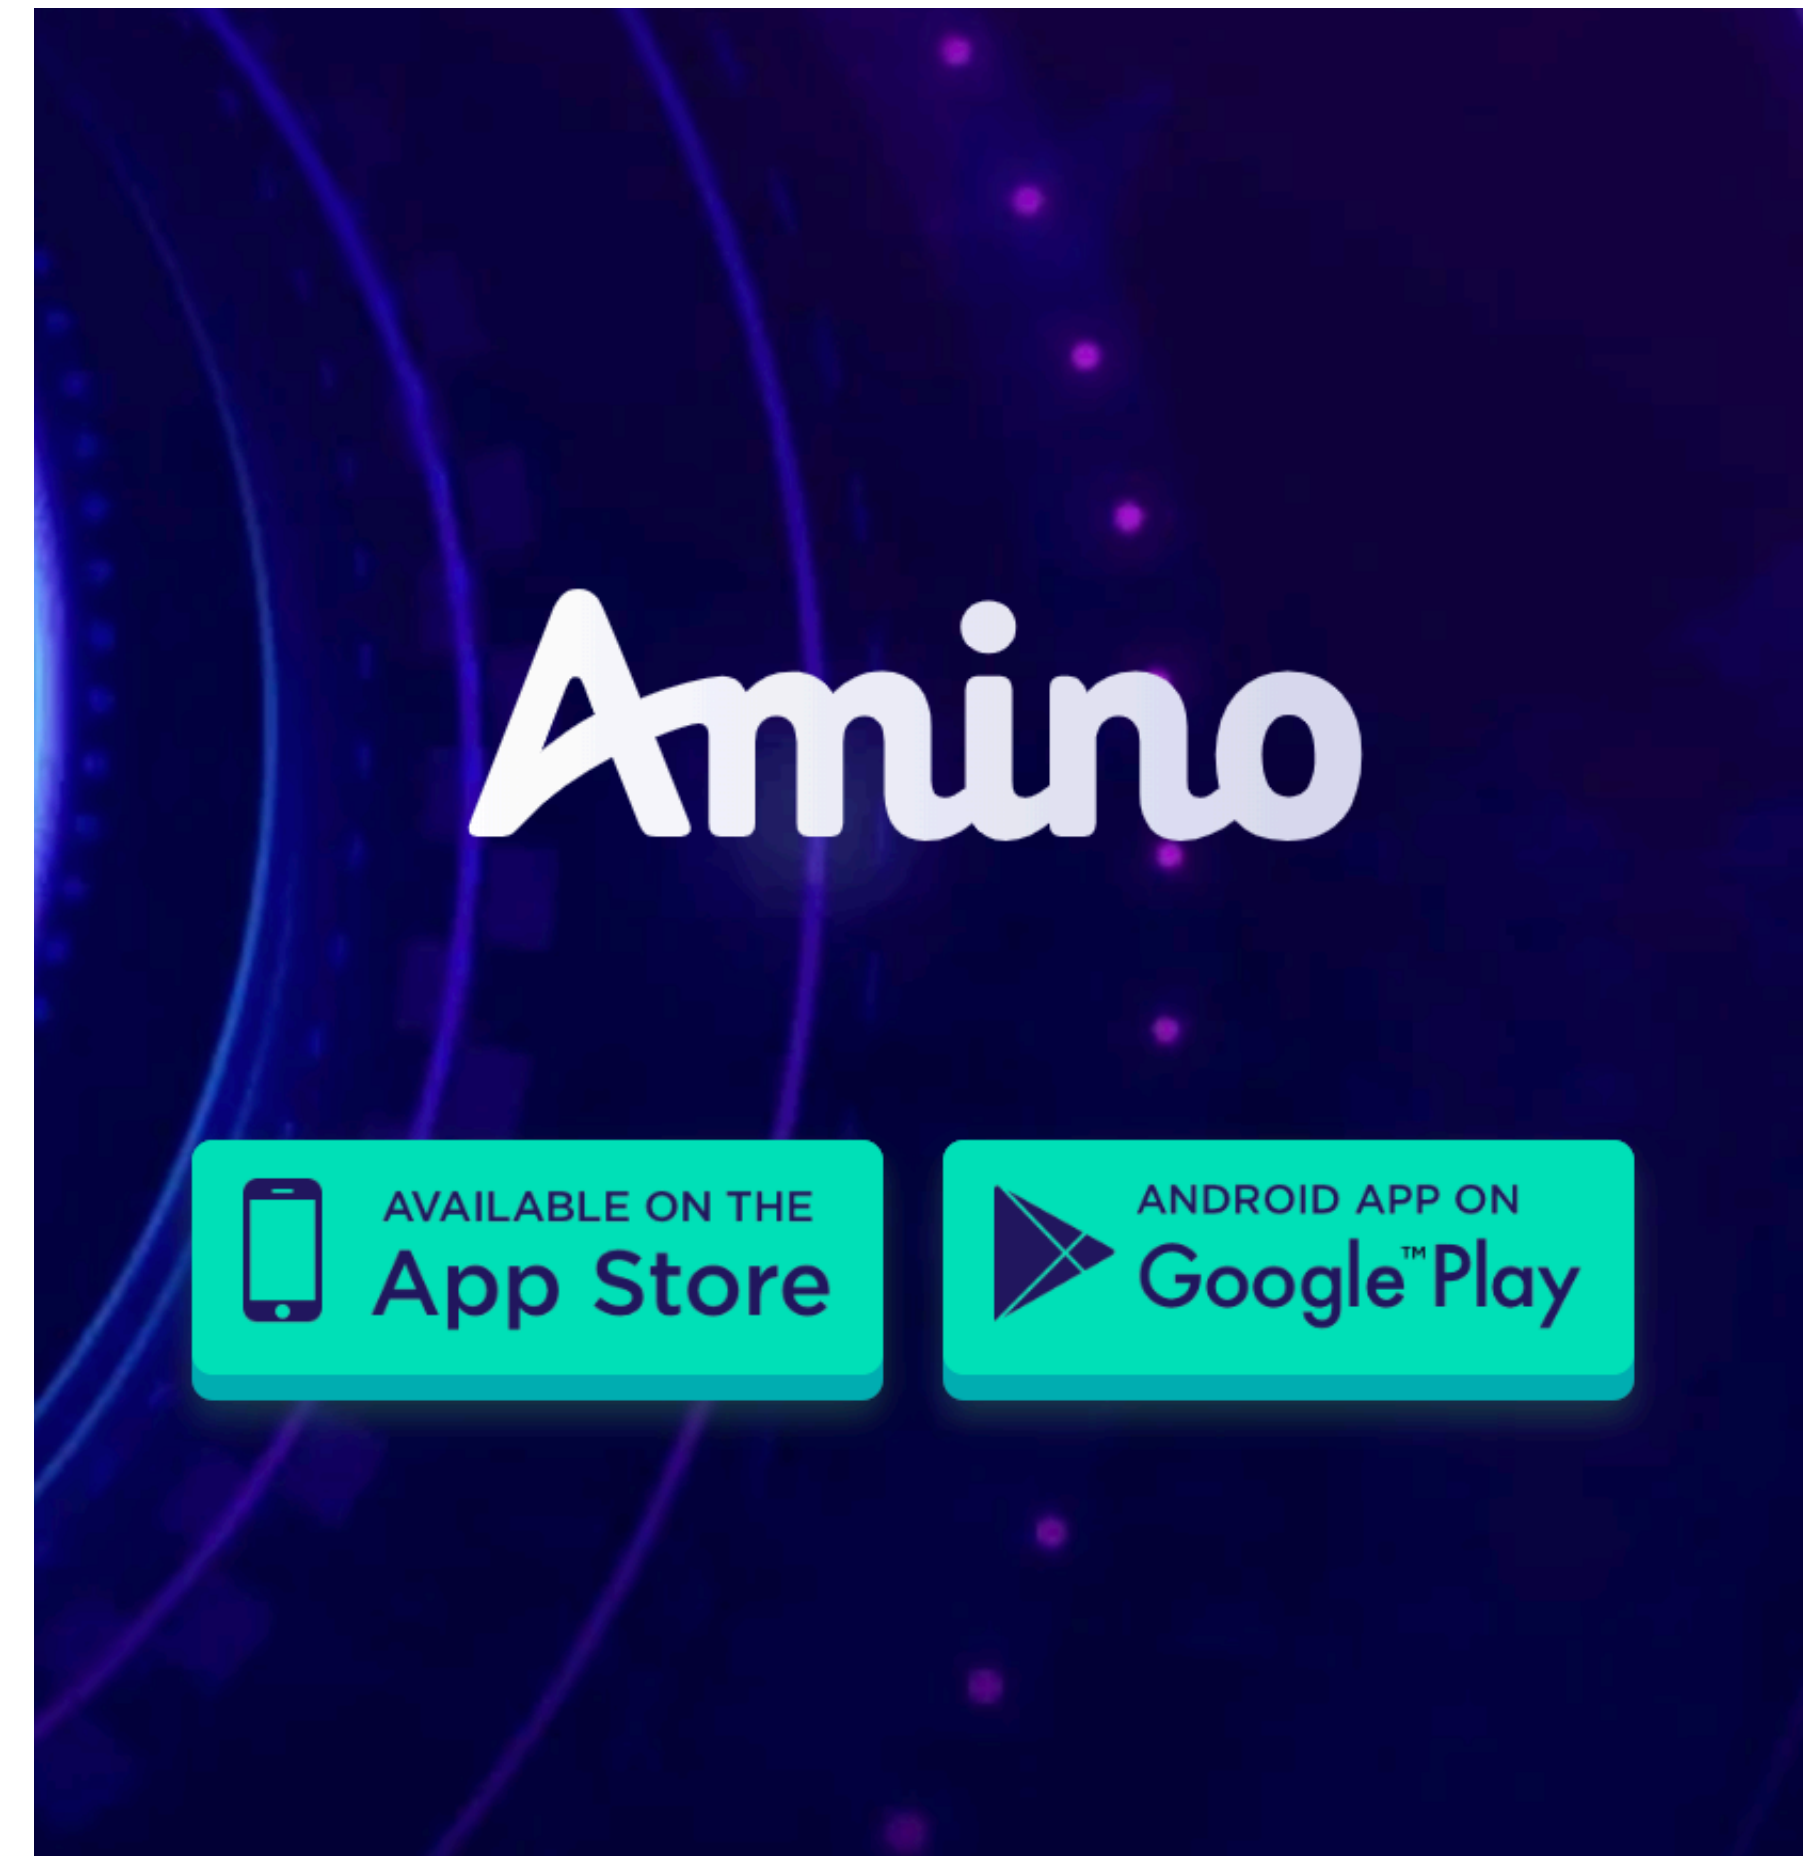 Amino
AVAILABLE ON THE
App Store
ANDROID APP ON
Google™ Play